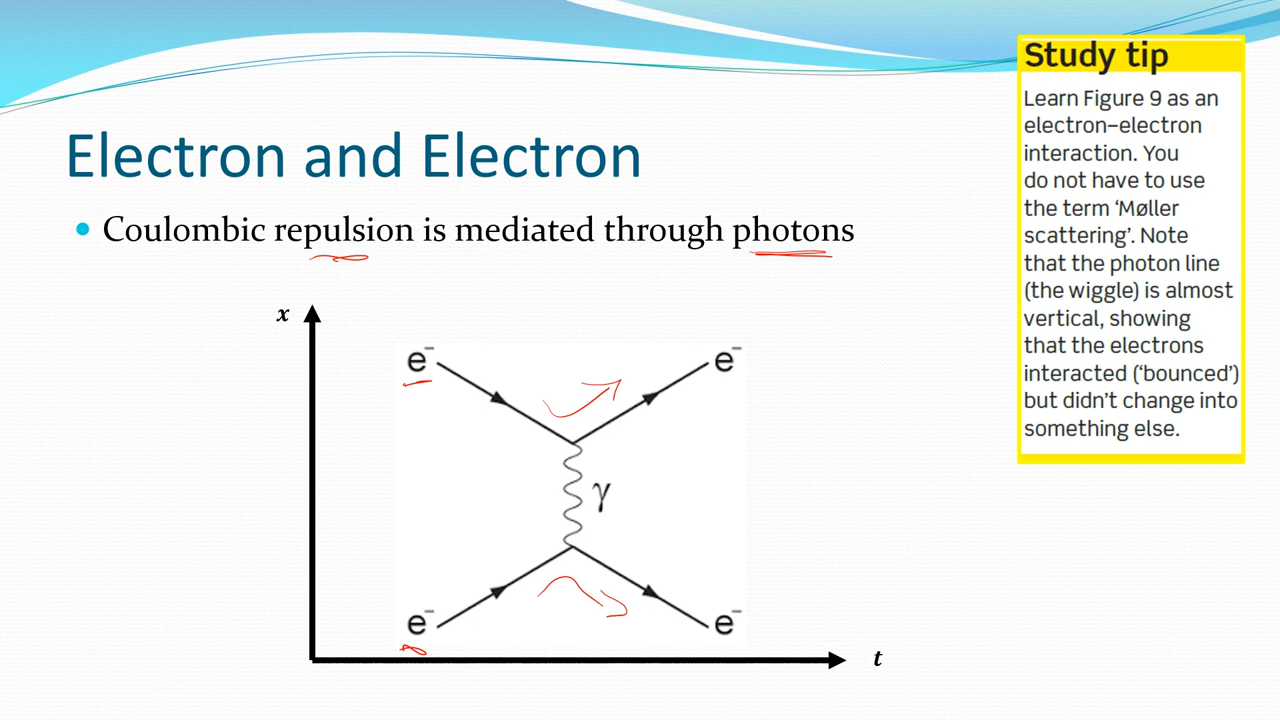 Study tip
Learn Figure 9 as an
electron–electron
interaction. You
do not have to use
the term ‘Møller
scattering’. Note
that the photon line
(the wiggle) is almost
vertical, showing
that the electrons
interacted (‘bounced’)
but didn’t change into
something else.
Electron and Electron
• Coulombic repulsion is mediated through photons
x
e⁻ e⁻
γ
e⁻ e⁻
t